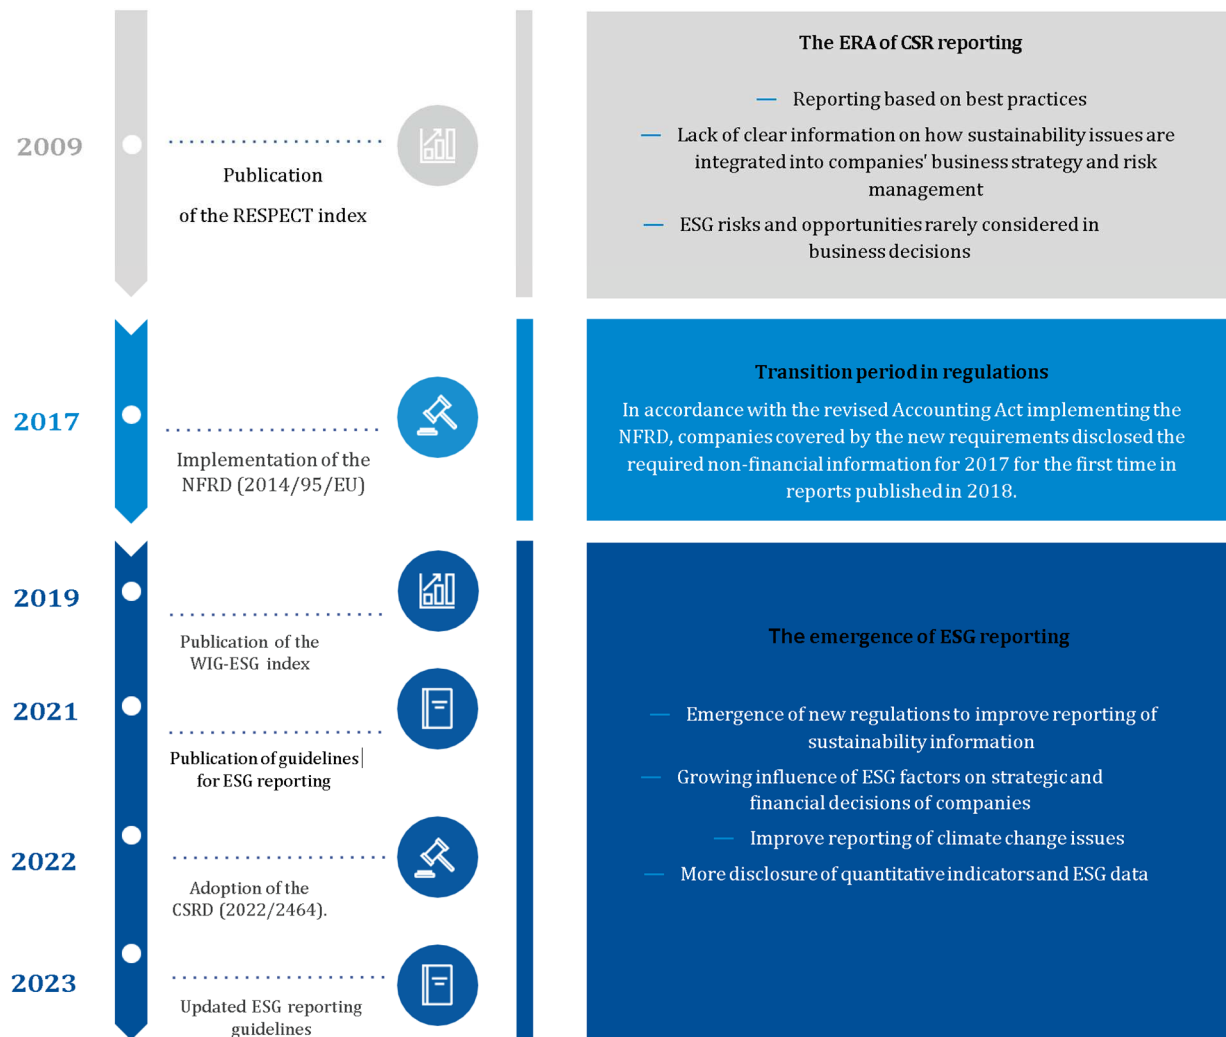 2009
Publication
of the RESPECT index
The ERA of CSR reporting
— Reporting based on best practices
— Lack of clear information on how sustainability issues are
integrated into companies' business strategy and risk
management
— ESG risks and opportunities rarely considered in
business decisions
2017
Implementation of the
NFRD (2014/95/EU)
Transition period in regulations
In accordance with the revised Accounting Act implementing the
NFRD, companies covered by the new requirements disclosed the
required non-financial information for 2017 for the first time in
reports published in 2018.
2019
Publication of the
WIG-ESG index
2021
Publication of guidelines
for ESG reporting
2022
Adoption of the
CSRD (2022/2464).
2023
Updated ESG reporting
guidelines
The emergence of ESG reporting
— Emergence of new regulations to improve reporting of
sustainability information
— Growing influence of ESG factors on strategic and
financial decisions of companies
— Improve reporting of climate change issues
— More disclosure of quantitative indicators and ESG data